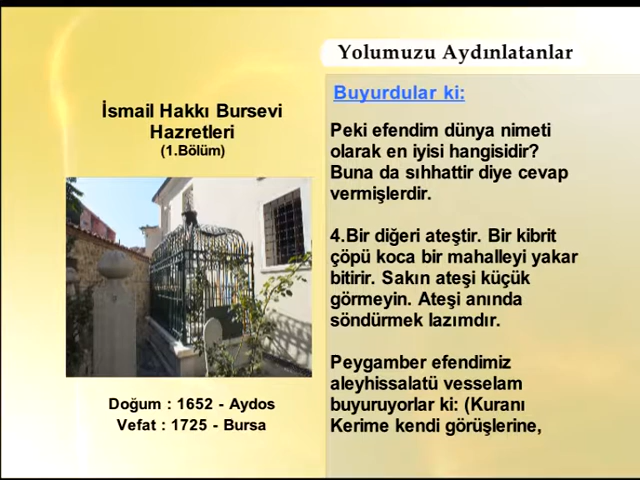 Yolumuzu Aydınlatanlar
İsmail Hakkı Bursevi
Hazretleri
(1.Bölüm)
Doğum : 1652 - Aydos
Vefat : 1725 - Bursa
Buyurdular ki:
Peki efendim dünya nimeti
olarak en iyisi hangisidir?
Buna da sıhhattir diye cevap
vermişlerdir.
4.Bir diğeri ateştir. Bir kibrit
çöpü koca bir mahalleyi yakar
bitirir. Sakın ateşi küçük
görmeyin. Ateşi anında
söndürmek lazımdır.
Peygamber efendimiz
aleyhissalatü vesselam
buyuruyorlar ki: (Kuranı
Kerime kendi görüşlerine,